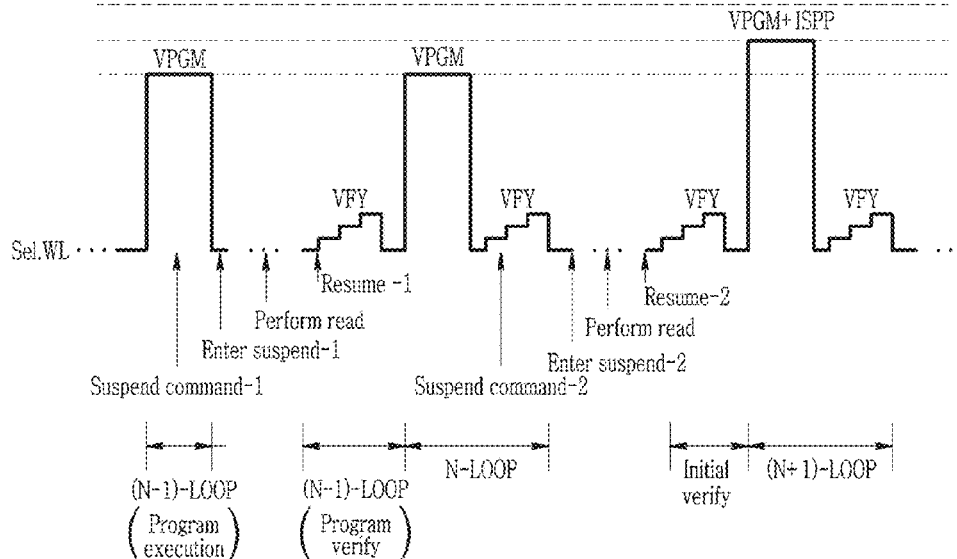 VPGM+ISPP
VPGM
VPGM
VFY
VFY
VFY
VFY
Sel.WL
Resume -1
Resume-2
Perform read
Perform read
Enter suspend-1
Enter suspend-2
Suspend command-1
Suspend command-2
N-LOOP
Initial
verify
(N+1)-LOOP
(N-1)-LOOP
(Program
execution)
(N-1)-LOOP
(Program
verify)